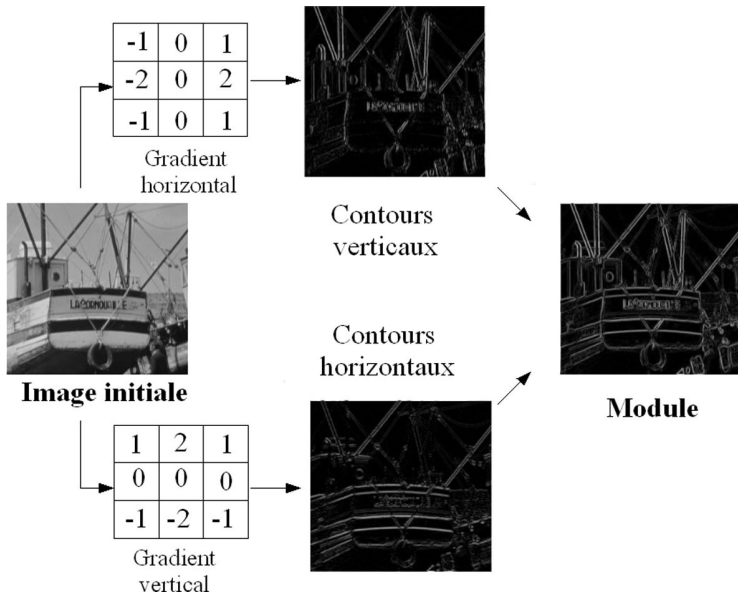 -1 0 1
-2 0 2
-1 0 1
Gradient
horizontal
Contours
verticaux
Image initiale
Contours
horizontaux
Module
1 2 1
0 0 0
-1 -2 -1
Gradient
vertical